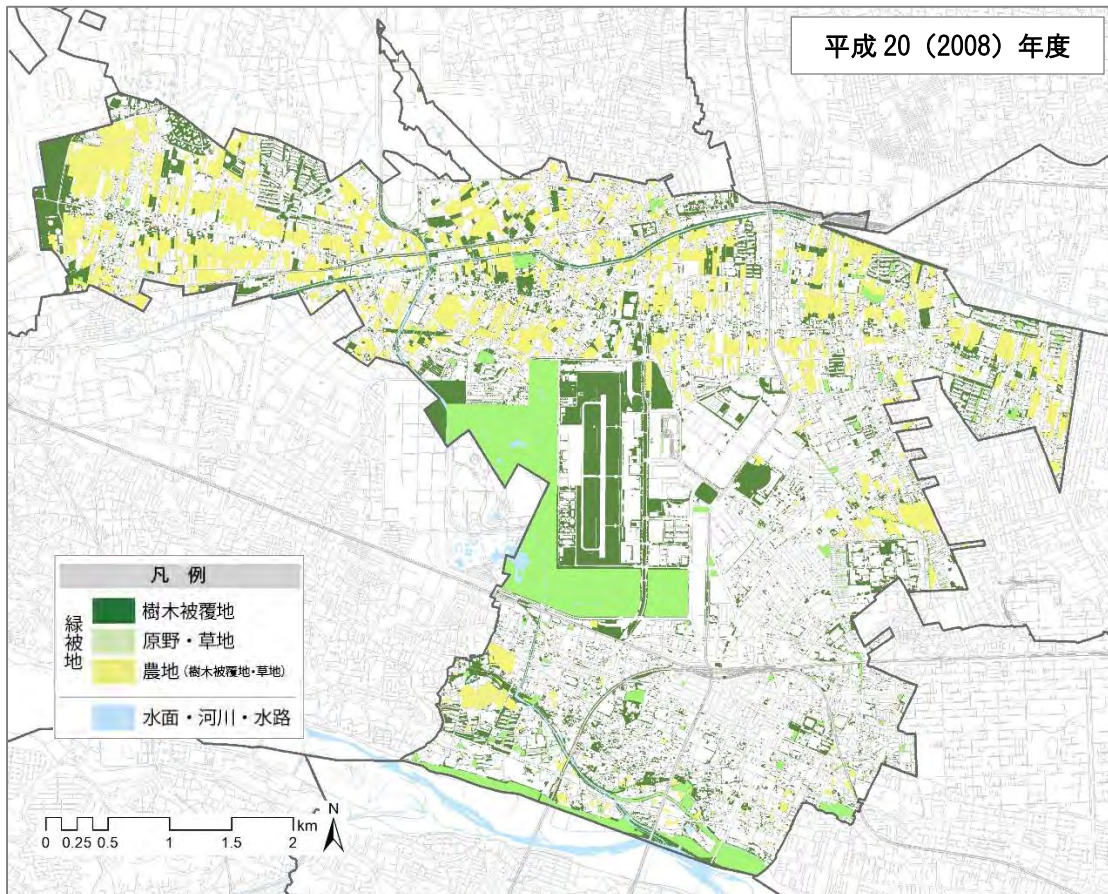 平成 20（2008）年度
凡 例
緑被地
樹木被覆地
原野・草地
農地（樹木被覆地・草地）
水面・河川・水路
N
km
0 0.25 0.5 1 1.5 2